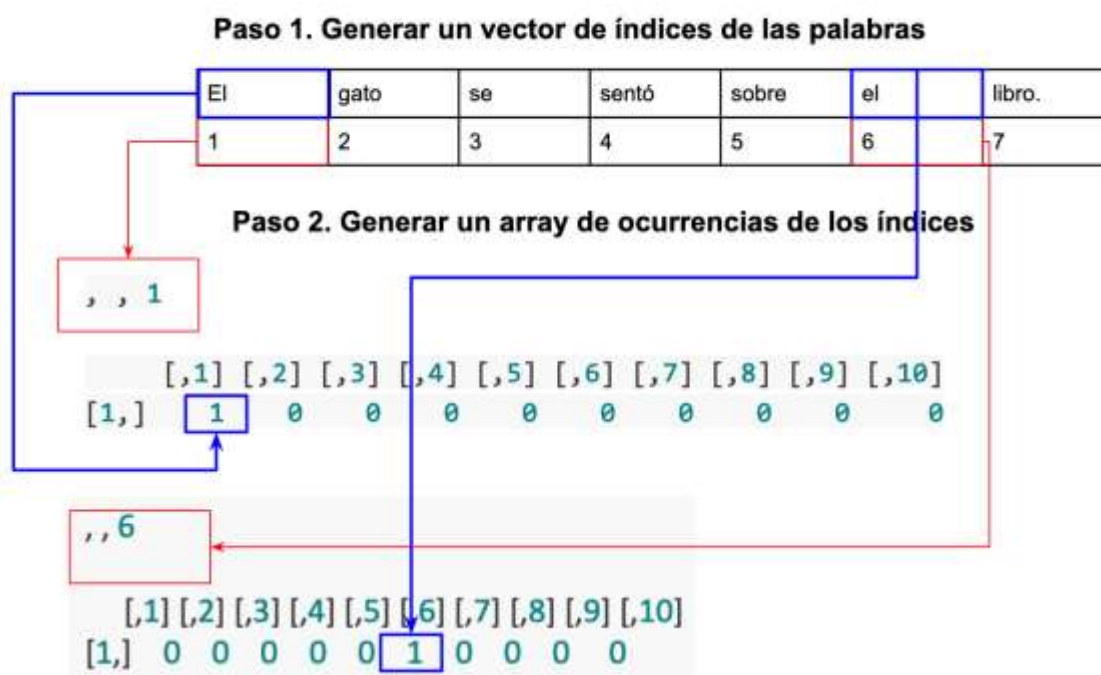 Paso 1. Generar un vector de índices de las palabras
El gato se sentó sobre el libro.
1 2 3 4 5 6 7
Paso 2. Generar un array de ocurrencias de los índices
, , 1
[,1] [,2] [,3] [,4] [,5] [,6] [,7] [,8] [,9] [,10]
[1,] 1 0 0 0 0 0 0 0 0 0
,,6
[,1] [,2] [,3] [,4] [,5] [,6] [,7] [,8] [,9] [,10]
[1,] 0 0 0 0 0 1 0 0 0 0